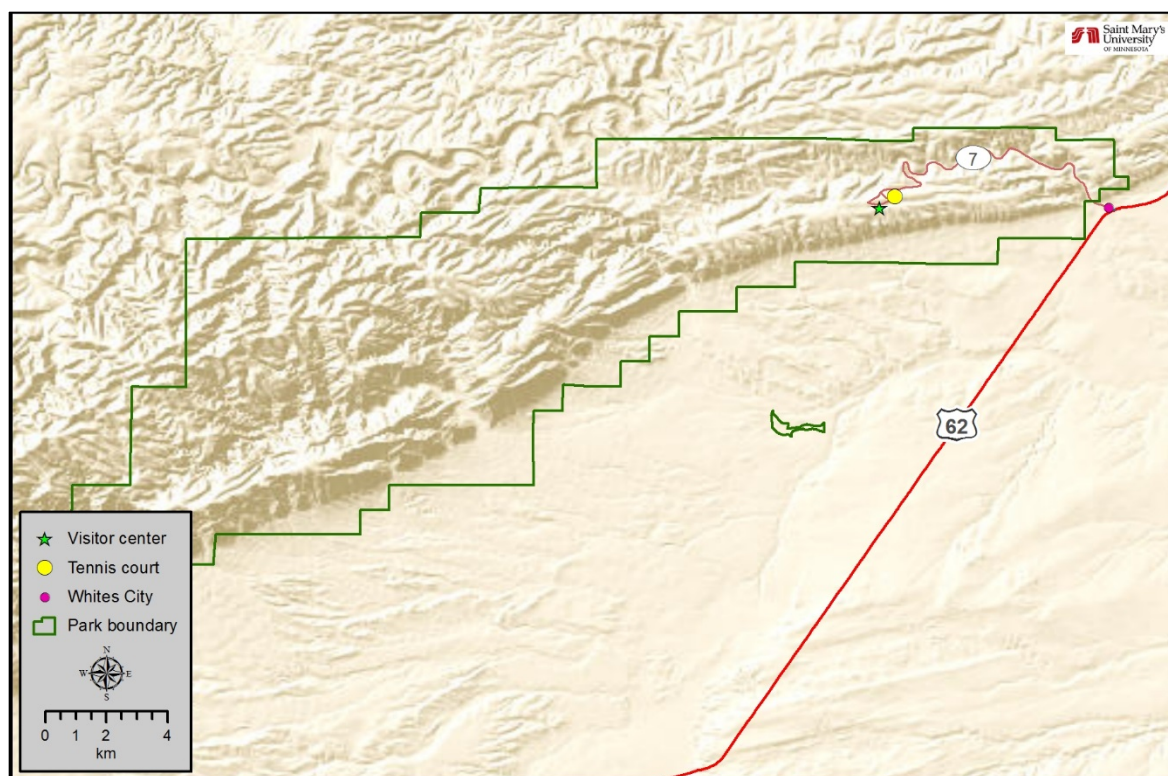 Saint Mary's
University
OF MINNESOTA
7
62
Visitor center
Tennis court
Whites City
Park boundary
N
W E
S
0 2 4
km